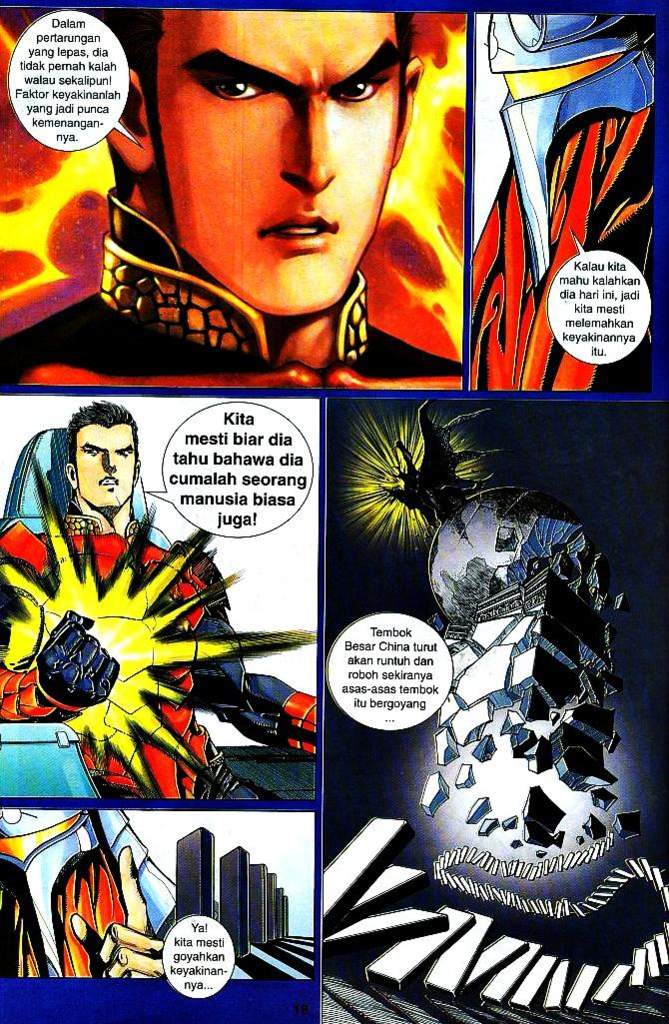 Dalam
pertarungan
yang lepas, dia
tidak pernah kalah
walau sekalipun!
Faktor keyakinanlah
yang jadi punca
kemenangan-
nya.
Kalau kita
mahu kalahkan
dia hari ini, jadi
kita mesti
melemahkan
keyakinannya
itu.
Kita
mesti biar dia
tahu bahawa dia
cumalah seorang
manusia biasa
juga!
Tembok
Besar China turut
akan runtuh dan
roboh sekiranya
asas-asas tembok
itu bergoyang
...
Ya!
kita mesti
goyahkan
keyakinan-
nya...
18